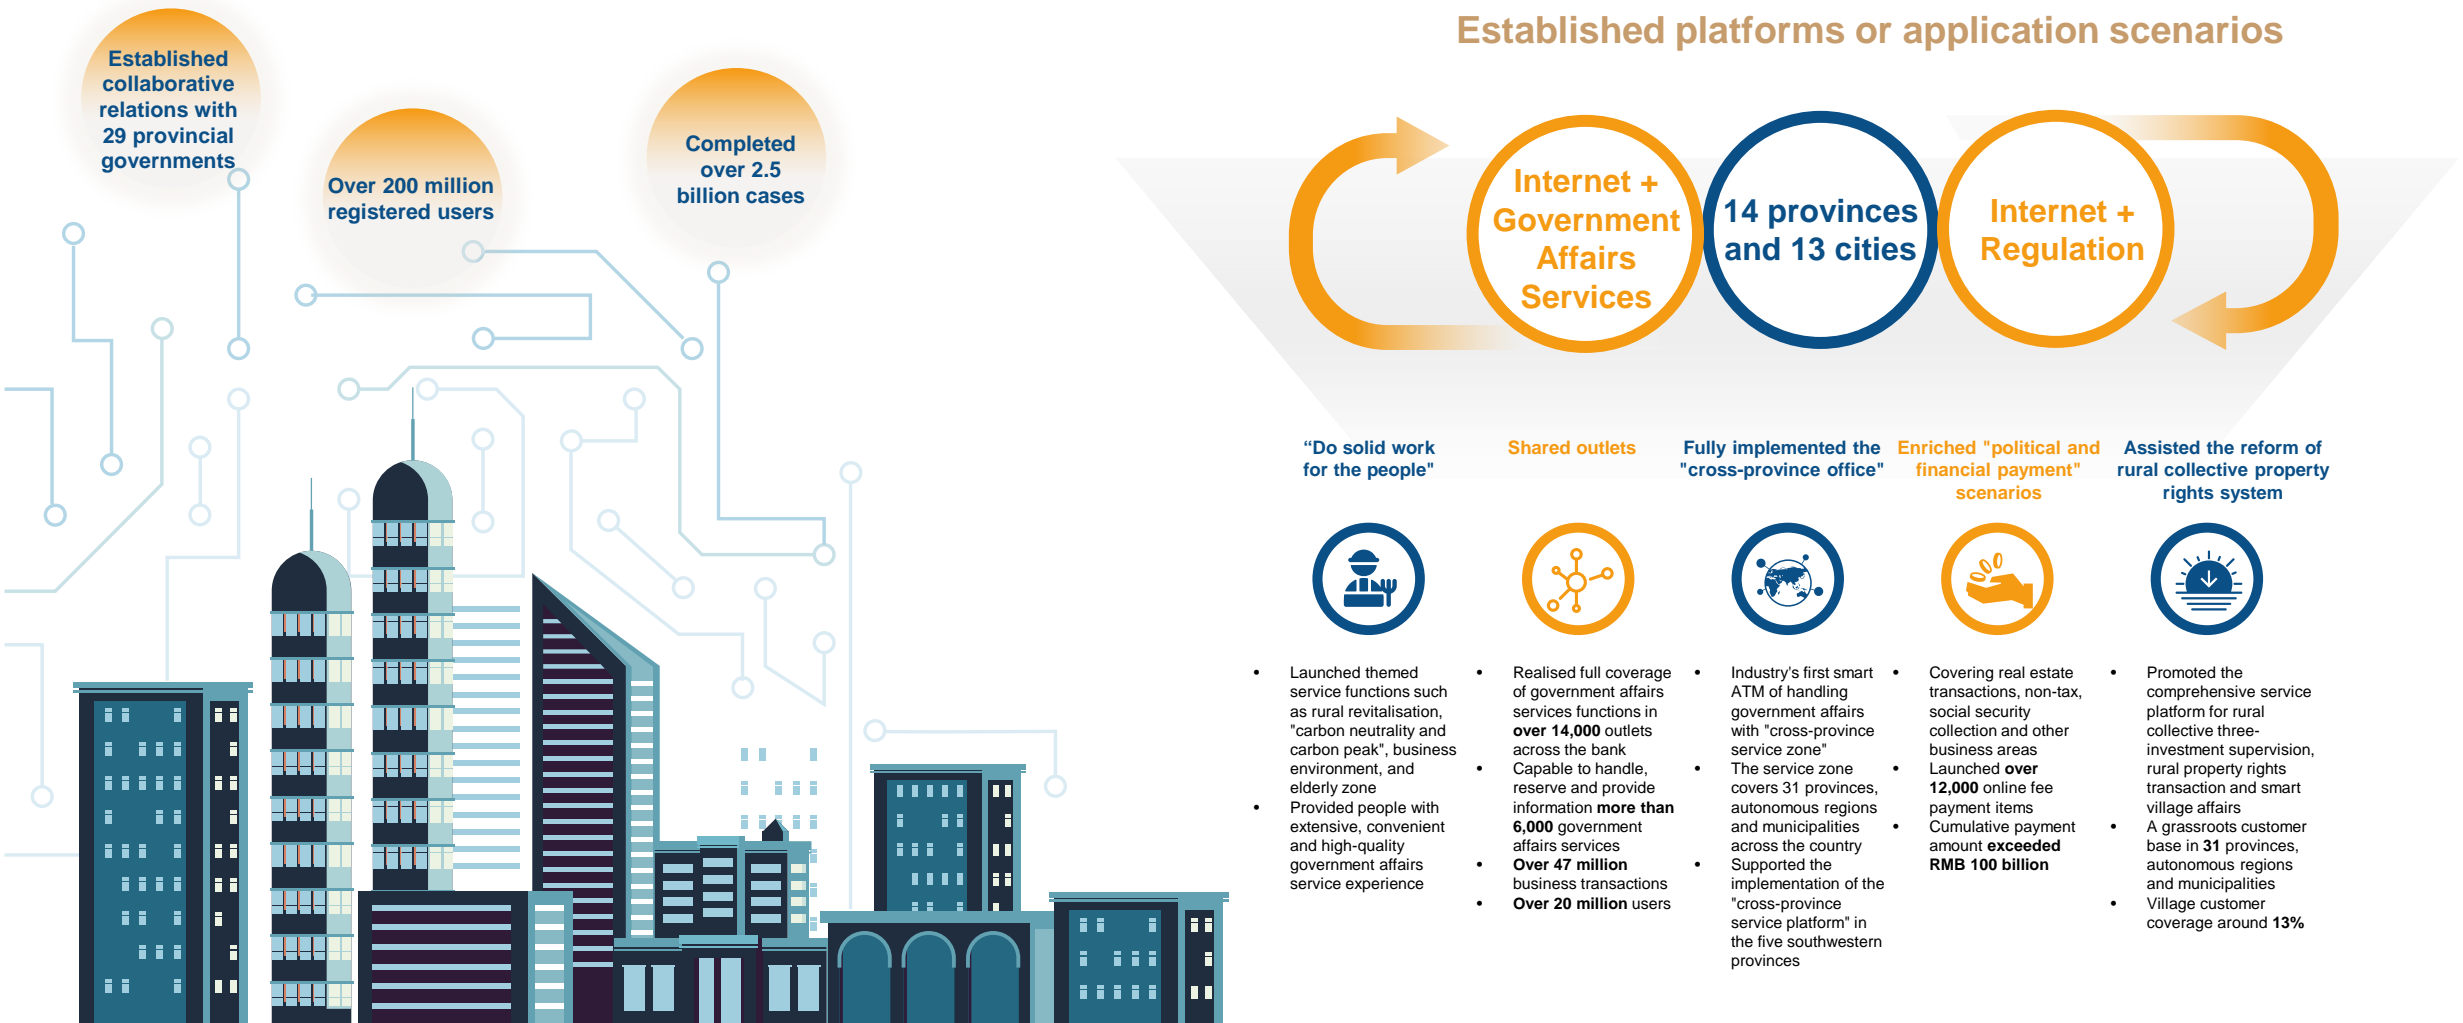 Established
collaborative
relations with
29 provincial
governments
Over 200 million
registered users
Completed
over 2.5
billion cases
Established platforms or application scenarios
Internet +
Government
Affairs
Services
14 provinces
and 13 cities
Internet +
Regulation
“Do solid work
for the people"
Shared outlets
Fully implemented the
"cross-province office"
Enriched "political and
financial payment"
scenarios
Assisted the reform of
rural collective property
rights system
• Launched themed
service functions such
as rural revitalisation,
"carbon neutrality and
carbon peak", business
environment, and
elderly zone
• Provided people with
extensive, convenient
and high-quality
government affairs
service experience
• Realised full coverage
of government affairs
services functions in
over 14,000 outlets
across the bank
• Capable to handle,
reserve and provide
information more than
6,000 government
affairs services
• Over 47 million
business transactions
• Over 20 million users
• Industry's first smart
ATM of handling
government affairs
with "cross-province
service zone"
• The service zone
covers 31 provinces,
autonomous regions
and municipalities
across the country
• Supported the
implementation of the
"cross-province
service platform" in
the five southwestern
provinces
• Covering real estate
transactions, non-tax,
social security
collection and other
business areas
• Launched over
12,000 online fee
payment items
• Cumulative payment
amount exceeded
RMB 100 billion
• Promoted the
comprehensive service
platform for rural
collective three-
investment supervision,
rural property rights
transaction and smart
village affairs
• A grassroots customer
base in 31 provinces,
autonomous regions
and municipalities
• Village customer
coverage around 13%